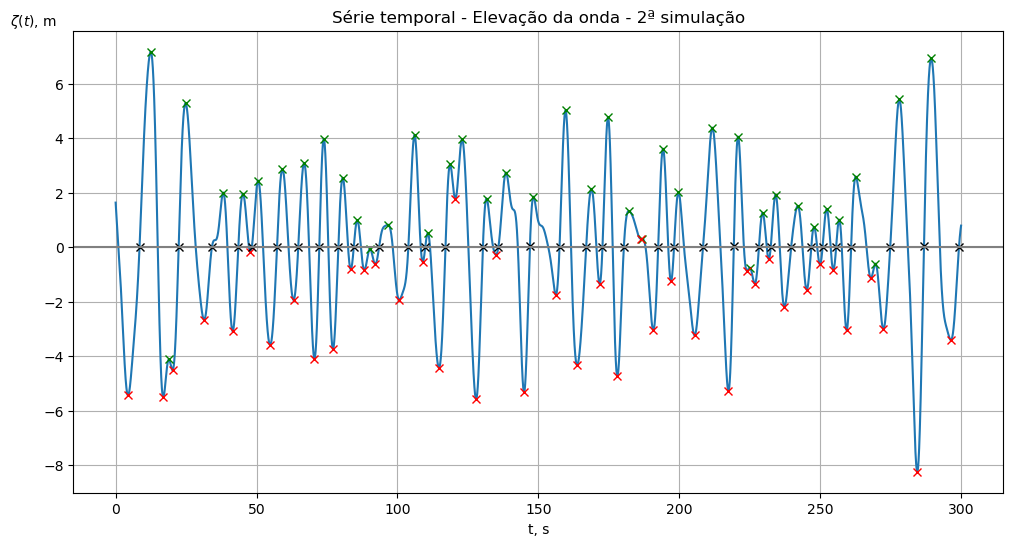 Série temporal - Elevação da onda - 2ª simulação
ζ(t), m
6
4
2
0
−2
−4
−6
−8
0 50 100 150 200 250 300
t, s